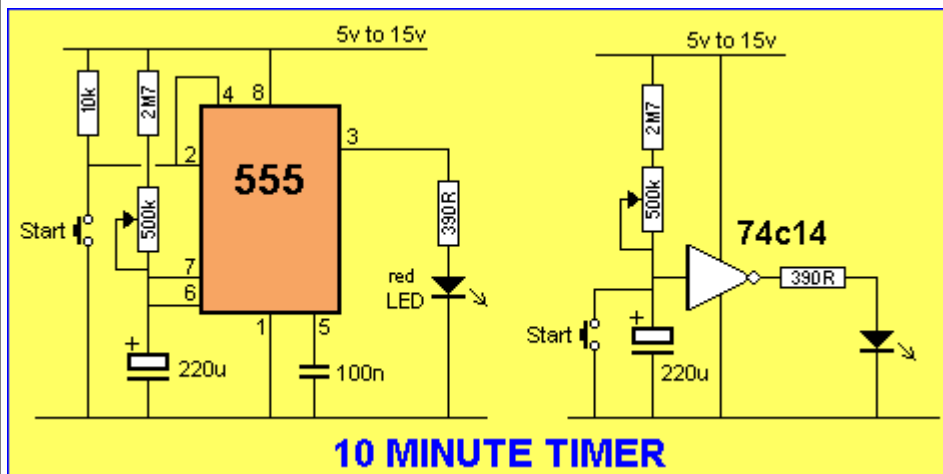 5v to 15v
10k
2M7
4
8
3
2
555
500k
Start
390R
7
6
red
LED
1
5
+
220u
100n
5v to 15v
2M7
500k
74c14
390R
Start
+
220u
10 MINUTE TIMER